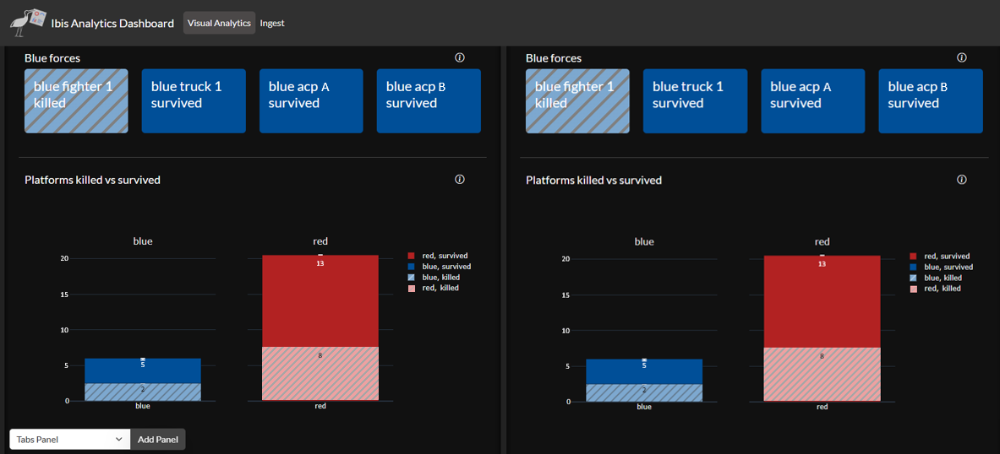 Ibis Analytics Dashboard
Visual Analytics
Ingest
Blue forces
blue fighter 1
killed
blue truck 1
survived
blue acp A
survived
blue acp B
survived
Platforms killed vs survived
blue
red
20
15
10
5
0
5
2
13
8
blue
red
red, survived
blue, survived
blue, killed
red, killed
Tabs Panel
Add Panel
Blue forces
blue fighter 1
killed
blue truck 1
survived
blue acp A
survived
blue acp B
survived
Platforms killed vs survived
blue
red
20
15
10
5
0
5
2
13
8
blue
red
red, survived
blue, survived
blue, killed
red, killed